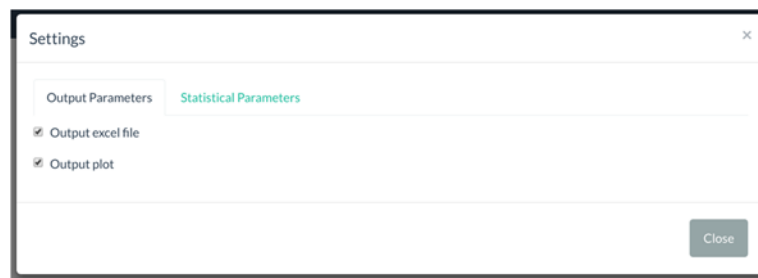 Settings
×
Output Parameters
Statistical Parameters
Output excel file
Output plot
Close